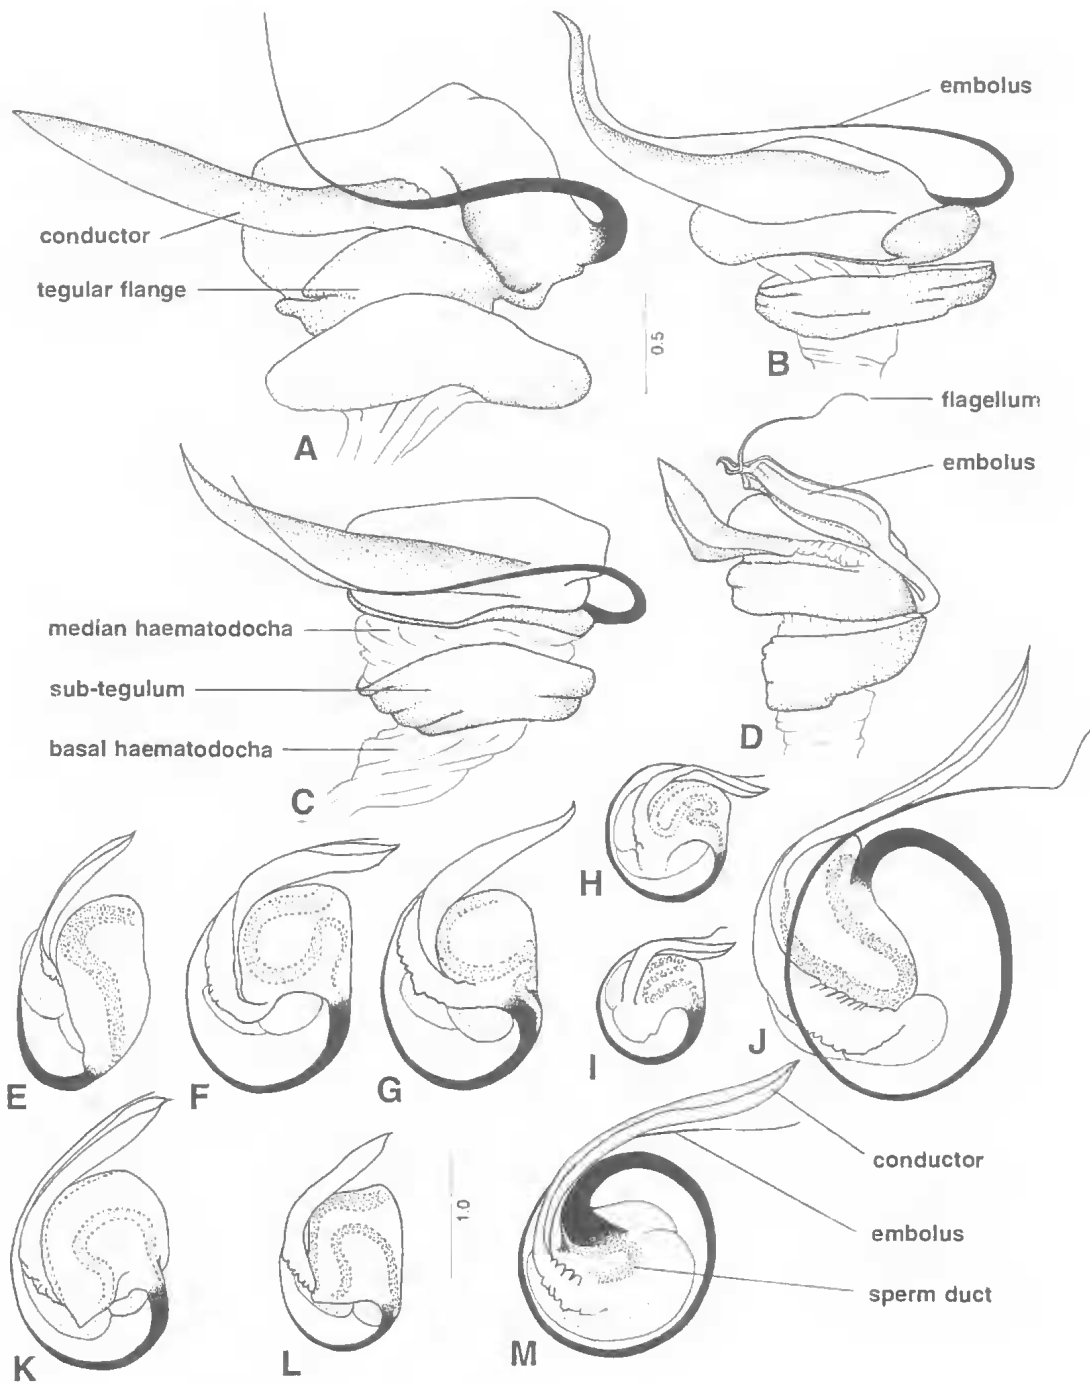 embolus
conductor
tegular flange
0.5
B
A
flagellum
embolus
median haematodocha
sub-tegulum
basal haematodocha
C
D
H
E
F
G
I
J
conductor
1.0
embolus
sperm duct
K
L
M